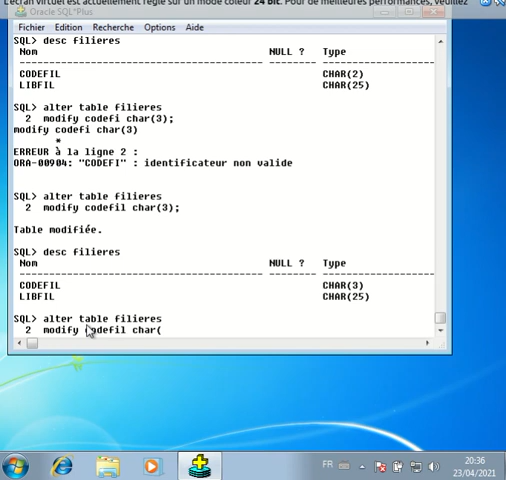 L'écran virtuel est actuellement réglé sur un mode couleur 24 bic. Pour de meilleures performances, veuillez
Oracle SQL*Plus
Fichier Edition Recherche Options Aide
SQL> desc filieres
Nom NULL ? Type
CODEFIL CHAR(2)
LIBFIL CHAR(25)
SQL> alter table filieres
2 modify codefi char(3);
modify codefi char(3)
*
ERREUR à la ligne 2 :
ORA-00904: "CODEFI" : identificateur non valide
SQL> alter table filieres
2 modify codefil char(3);
Table modifiée.
SQL> desc filieres
Nom NULL ? Type
CODEFIL CHAR(3)
LIBFIL CHAR(25)
SQL> alter table filieres
2 modify codefil char(
FR
20:36
23/04/2021